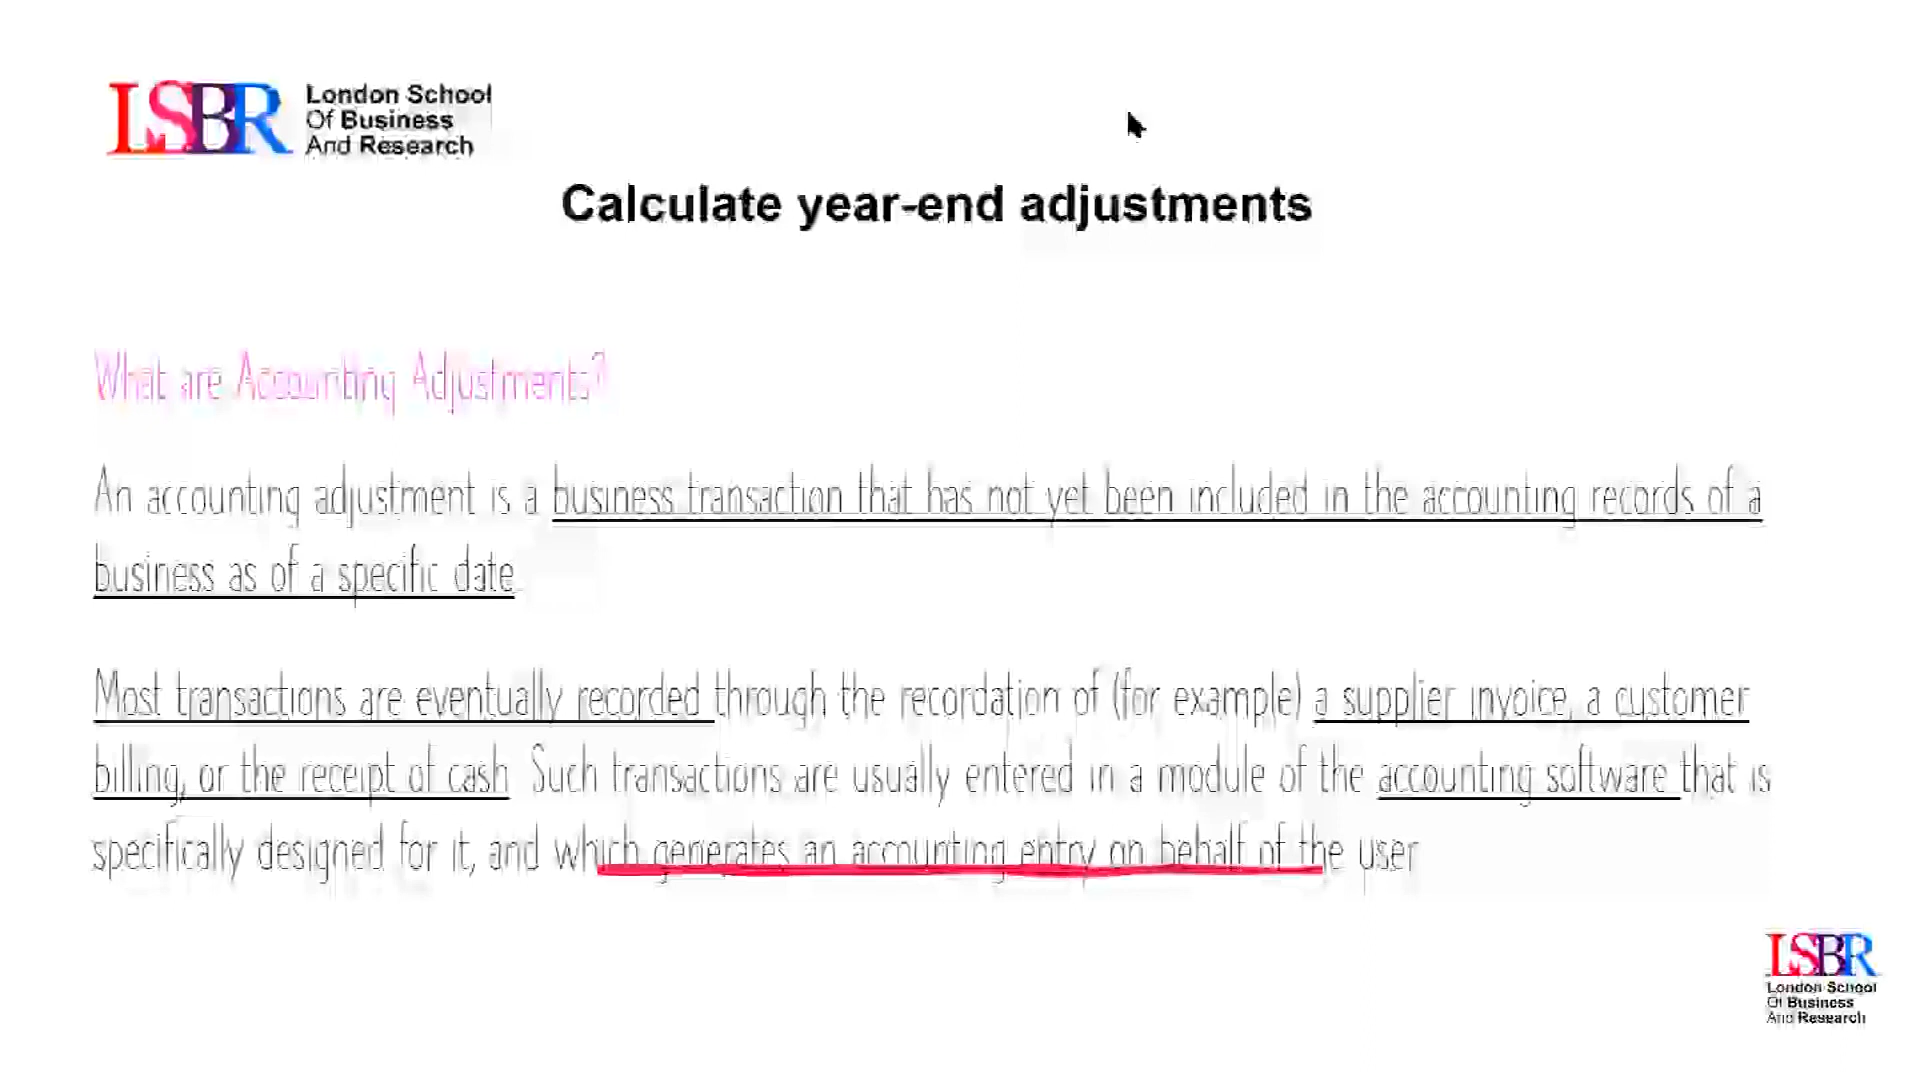 LSBR London School
Of Business
And Research
Calculate year-end adjustments
What are Accounting Adjustments?
An accounting adjustment is a business transaction that has not yet been included in the accounting records of a
business as of a specific date
Most transactions are eventually recorded through the recordation of (for example) a supplier invoice, a customer
billing, or the receipt of cash Such transactions are usually entered in a module of the accounting software that is
specifically designed for it, and which generates an accounting entry on behalf of the user
LSBR
London School
Of Business
And Research